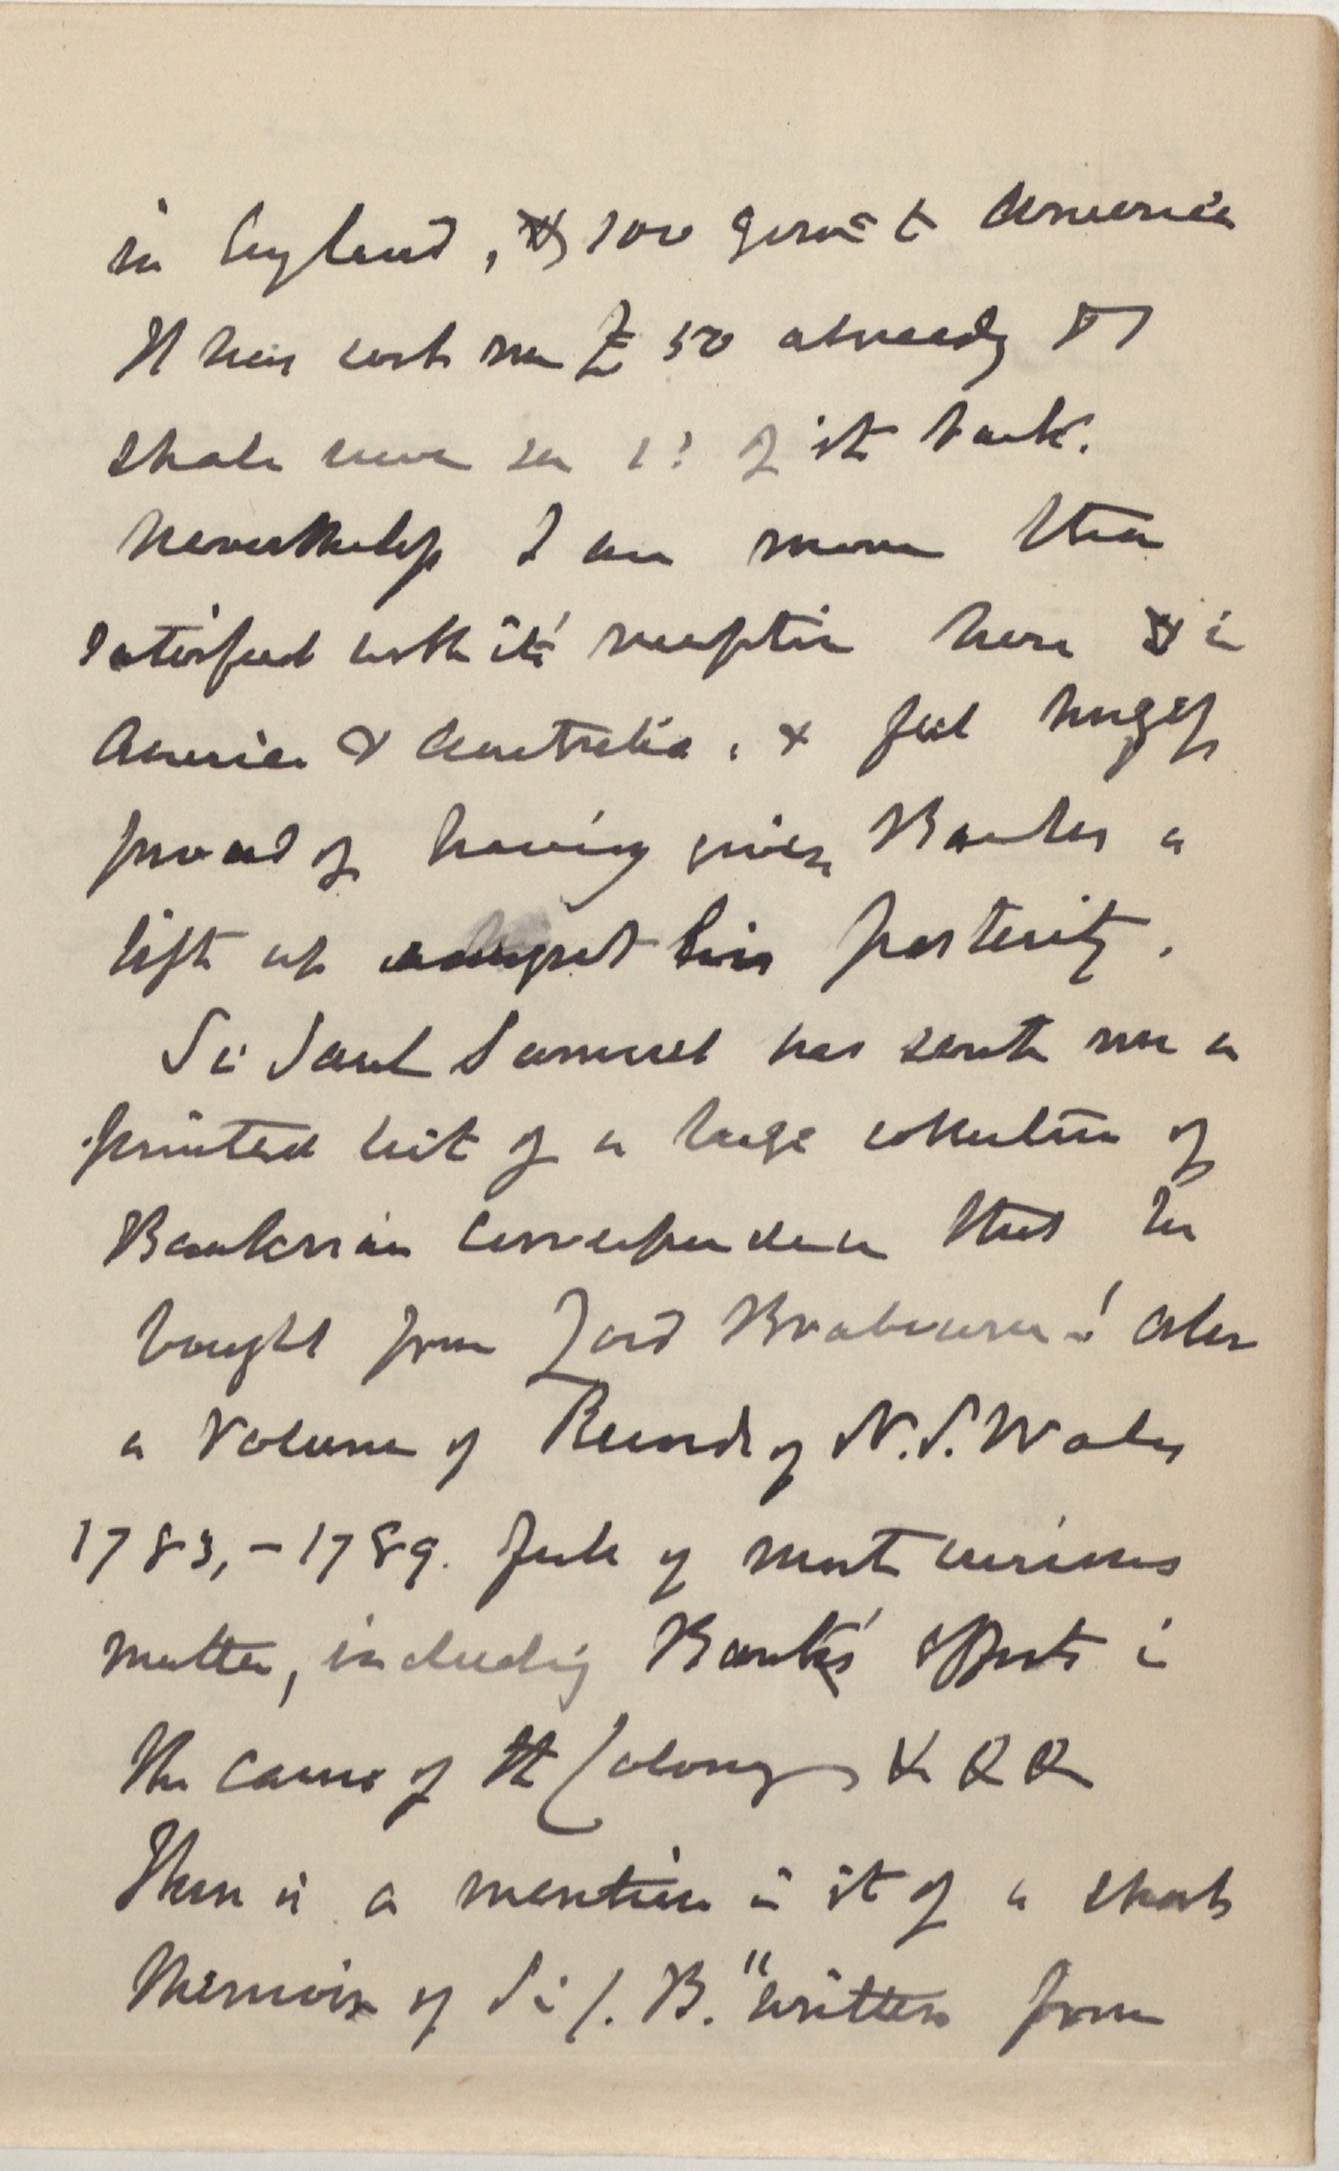 in England, & 100 gone to America
It has cost me £50 already & I
shall never see 1/ of it back.
Nevertheless I am more than
satisfied with its' reception here & in
America & Australia, & feel hugely
proud of having given Banks a
lift up amongst his posterity.
Sir Saul Samuel has sent me a
printed list of a large collection of
Banksian correspondence that he
bought from Lord Brabourne! also
a Volume of Records of N.S. Wales
1783,-1789. full of most curious
matter, including Banks' efforts in
the cause of the Colony, & & &
There is a mention in it of a short
Memoir of Sir J. B. "written from